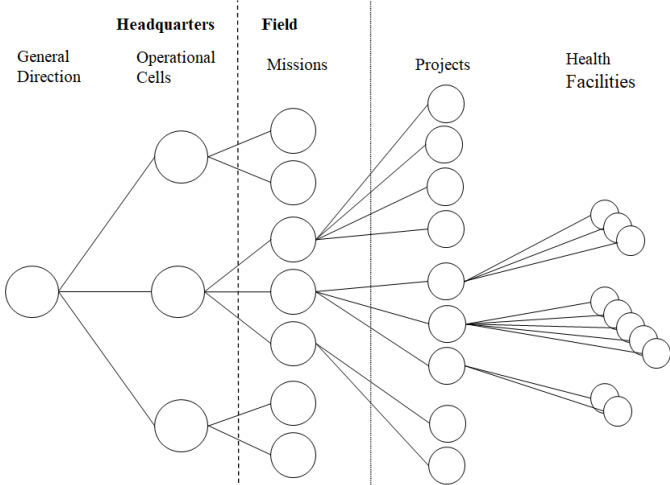 Headquarters
Field
General
Direction
Operational
Cells
Missions
Projects
Health
Facilities